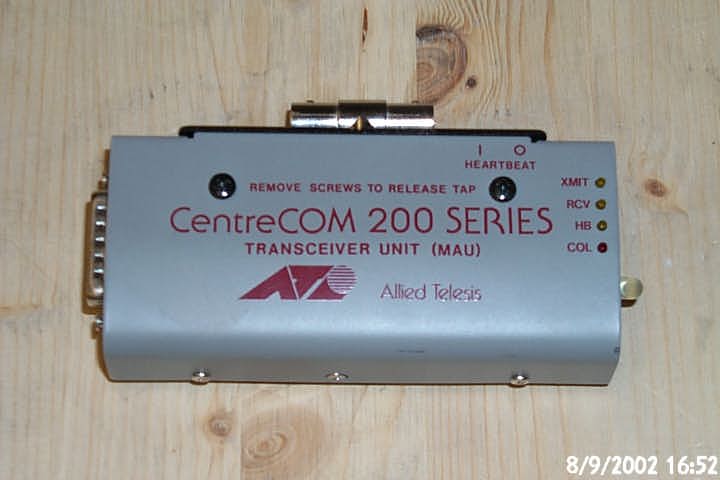 I O
HEARTBEAT
XMIT
REMOVE SCREWS TO RELEASE TAP
RCV
CentreCOM 200 SERIES
HB
TRANSCEIVER UNIT (MAU)
COL
Allied Telesis
8/9/2002 16:52